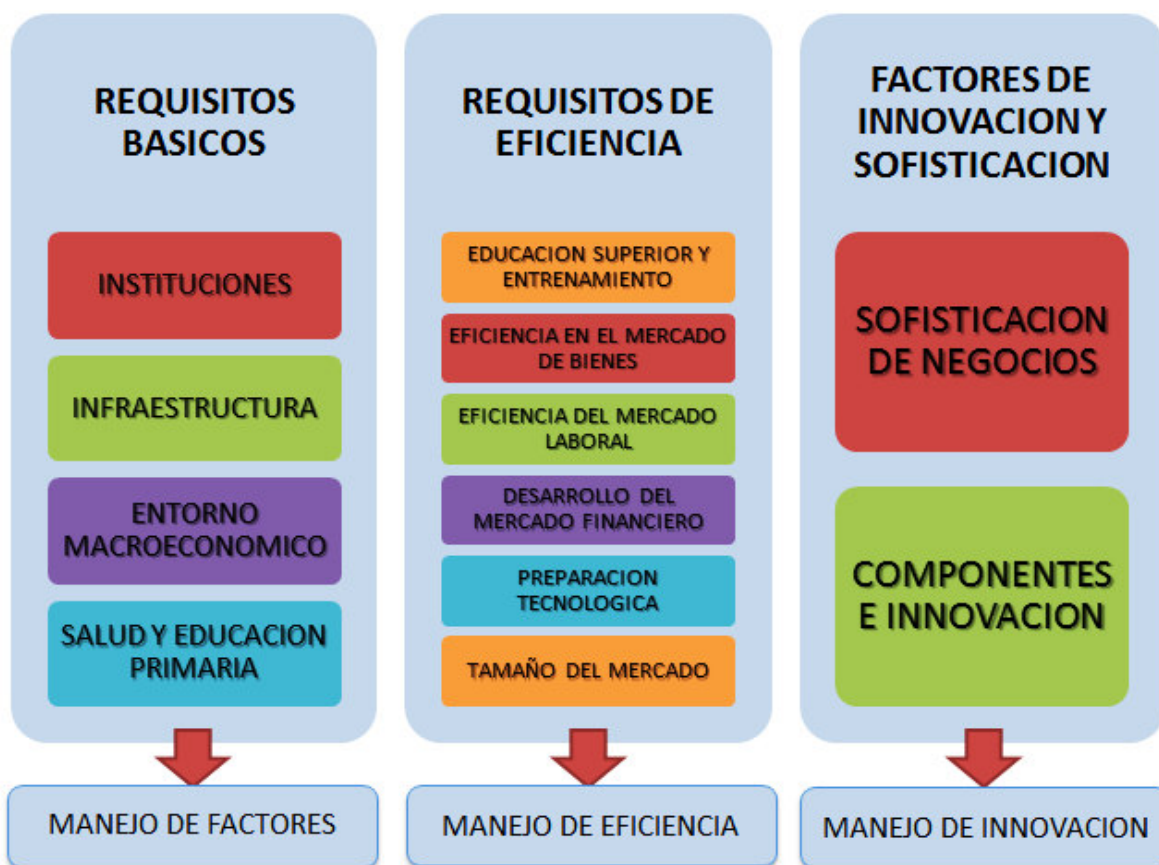 REQUISITOS
BASICOS
INSTITUCIONES
INFRAESTRUCTURA
ENTORNO
MACROECONOMICO
SALUD Y EDUCACION
PRIMARIA
MANEJO DE FACTORES
REQUISITOS DE
EFICIENCIA
EDUCACION SUPERIOR Y
ENTRENAMIENTO
EFICIENCIA EN EL MERCADO
DE BIENES
EFICIENCIA DEL MERCADO
LABORAL
DESARROLLO DEL
MERCADO FINANCIERO
PREPARACION
TECNOLOGICA
TAMAÑO DEL MERCADO
MANEJO DE EFICIENCIA
FACTORES DE
INNOVACION Y
SOFISTICACION
SOFISTICACION
DE NEGOCIOS
COMPONENTES
E INNOVACION
MANEJO DE INNOVACION